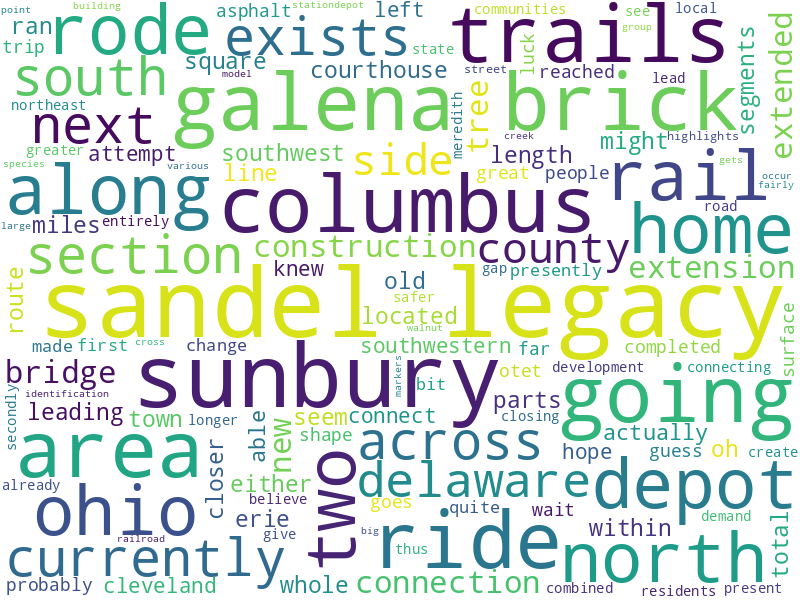 point building stationdepot communities see local
ran rode asphalt left exists trails
trip square state group luck segments extended
south courthouse street reached
galena model lead brick
northeast next meredith tree creek might highlights
greater attempt southwest side length people rail occur
species various line great fairly
along columbus road home
large miles entirely county
section construction gap presently extension
route knew old safer located
sandel legacy surface
walnut
made first cross change southwestern far completed
sunbury bit otet development connecting
bridge identification markers going
secondly leading town longer able seem connect parts closing
area closer new shape across hope actually guess oh create
already either two delaware depot
ohio erie believe give goes quite wait within demand total
railroad big ride north
currently thus
probably cleveland whole connection combined residents present